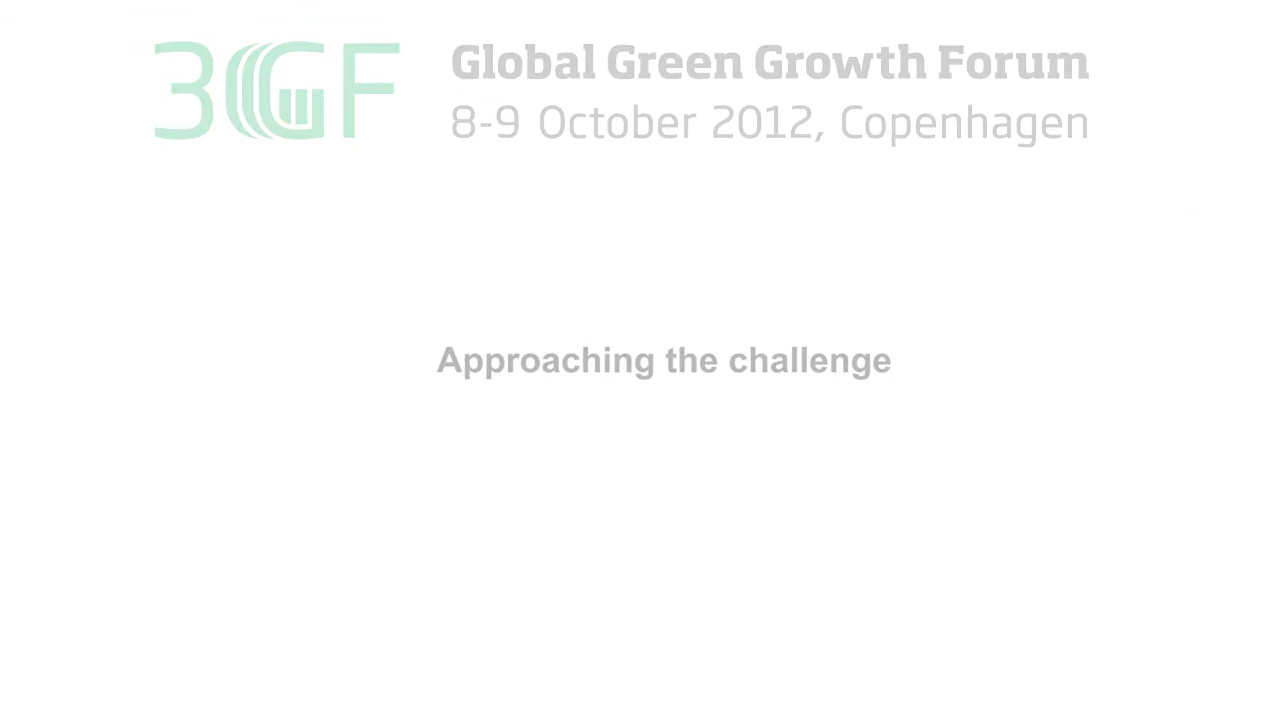 3GF
Global Green Growth Forum
8-9 October 2012, Copenhagen
Approaching the challenge